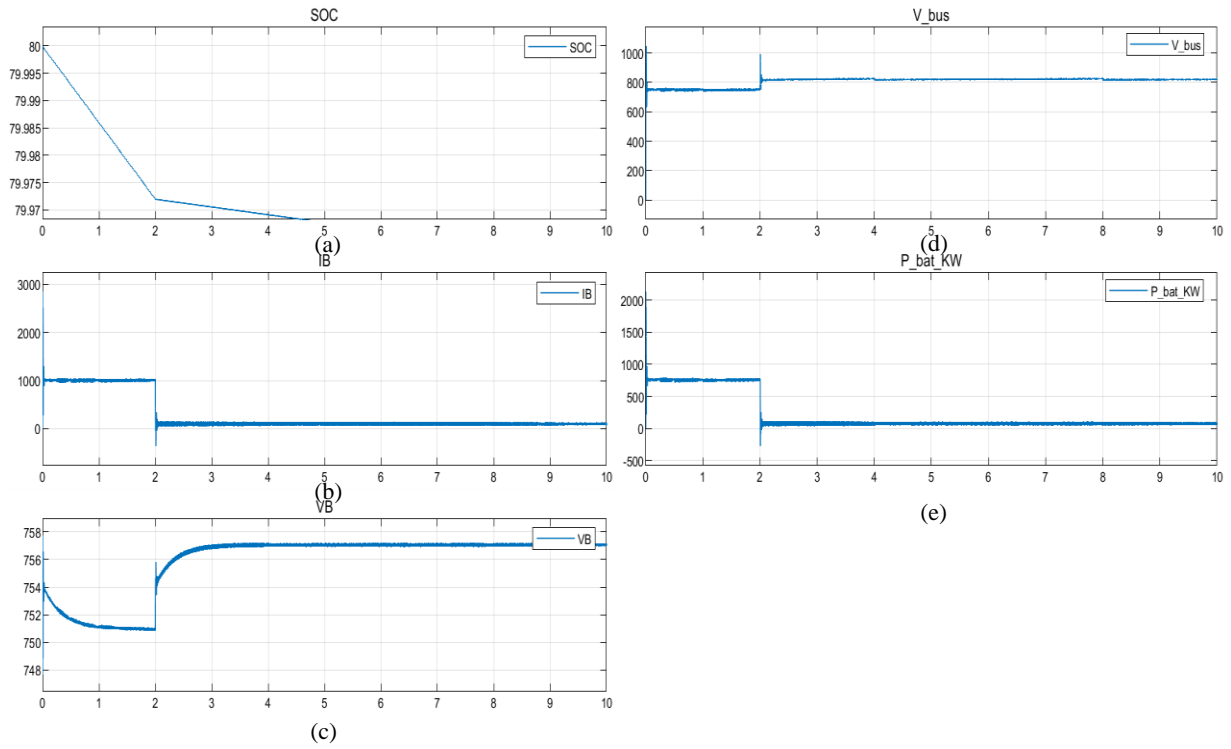 SOC
SOC
80
79.995
79.99
79.985
79.98
79.975
79.97
0 1 2 3 4 5 6 7 8 9 10
(a)
IB
IB
3000
2000
1000
0
0 1 2 3 4 5 6 7 8 9 10
(b)
VB
VB
758
756
754
752
750
748
0 1 2 3 4 5 6 7 8 9 10
(c)
V_bus
V_bus
1000
800
600
400
200
0
0 1 2 3 4 5 6 7 8 9 10
(d)
P_bat_KW
P_bat_KW
2000
1500
1000
500
0
-500
0 1 2 3 4 5 6 7 8 9 10
(e)